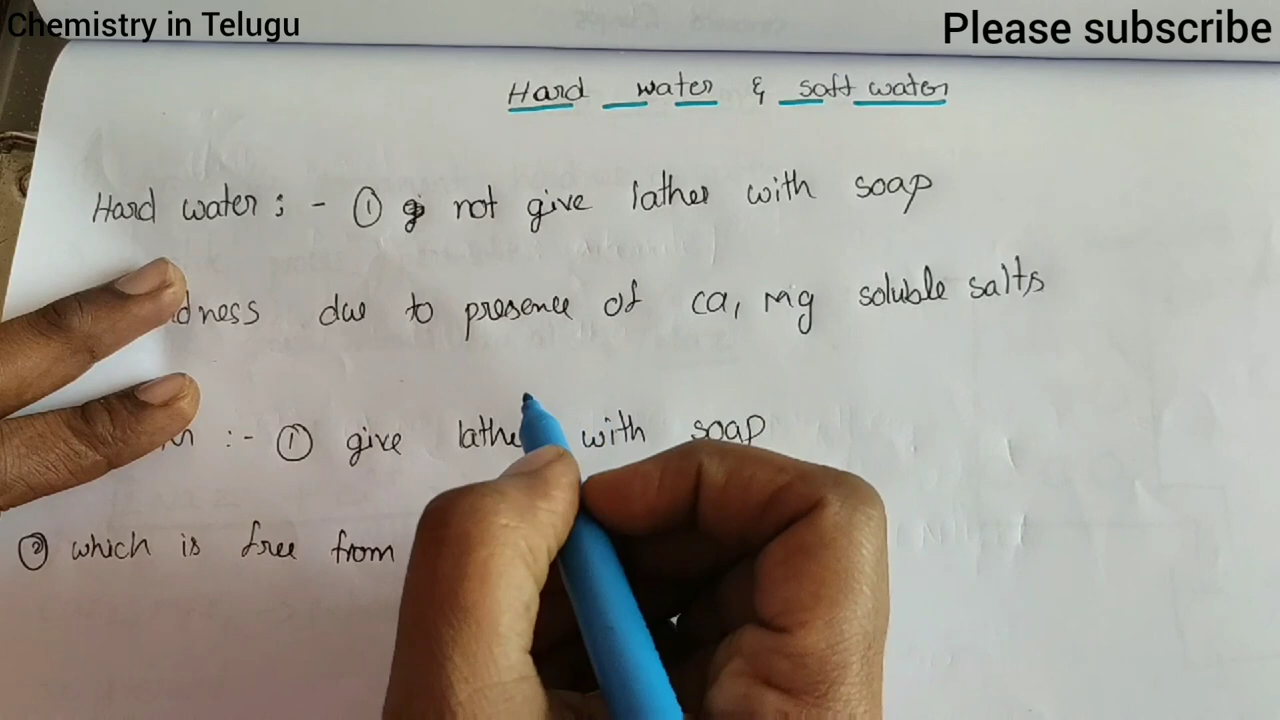 Chemistry in Telugu
Please subscribe
Hard water & soft water
Hard water : - ① not give lather with soap
dness due to presence of ca, mg soluble salts
:- ① give lathe with soap
② which is free from